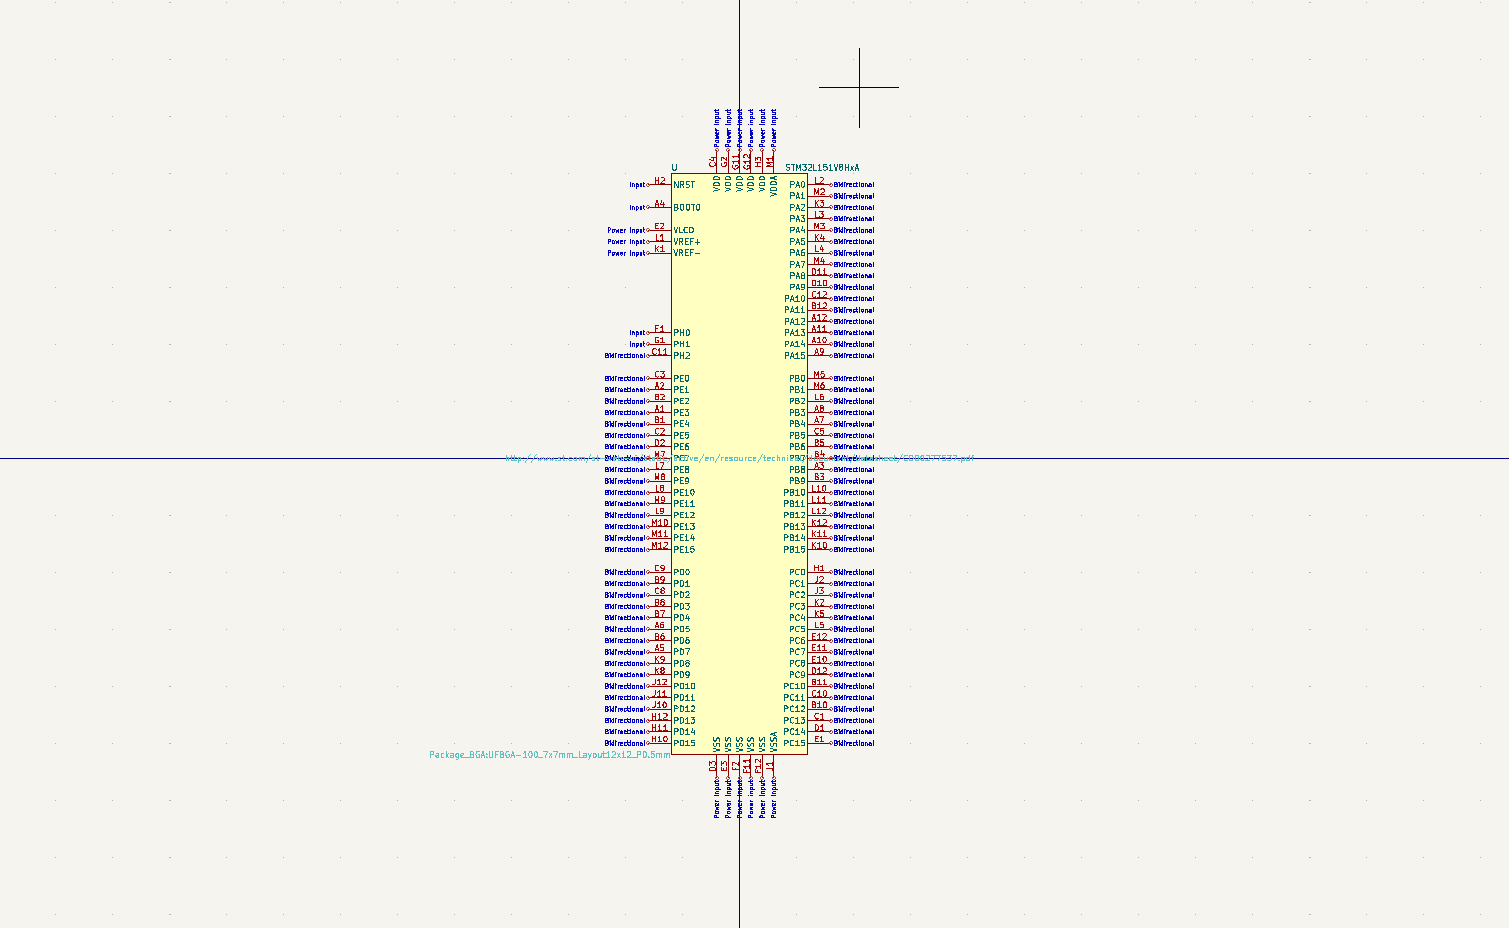 Power Input Power Input Power Input Power Input Power Input Power Input
C4 G2 G11 G12 H3 M1
U STM32L151V8HxA
VDD VDD VDD VDD VDD VDDA
Input H2 NRST PA0 L2 Bidirectional
PA1 M2 Bidirectional
Input A4 BOOT0 PA2 K3 Bidirectional
PA3 L3 Bidirectional
Power Input E2 VLCD PA4 M3 Bidirectional
Power Input L1 VREF+ PA5 K4 Bidirectional
Power Input K1 VREF- PA6 L4 Bidirectional
PA7 M4 Bidirectional
PA8 D11 Bidirectional
PA9 D10 Bidirectional
PA10 C12 Bidirectional
PA11 B12 Bidirectional
PA12 A12 Bidirectional
Input F1 PH0 PA13 A11 Bidirectional
Input G1 PH1 PA14 A10 Bidirectional
Bidirectional C11 PH2 PA15 A9 Bidirectional
Bidirectional C3 PE0 PB0 M5 Bidirectional
Bidirectional A2 PE1 PB1 M6 Bidirectional
Bidirectional B2 PE2 PB2 L6 Bidirectional
Bidirectional A1 PE3 PB3 A8 Bidirectional
Bidirectional B1 PE4 PB4 A7 Bidirectional
Bidirectional C2 PE5 PB5 C5 Bidirectional
Bidirectional D2 PE6 PB6 B5 Bidirectional
M7 B4
Bidirectional L7 PE8 PB8 A3 Bidirectional
Bidirectional M8 PE9 PB9 B3 Bidirectional
Bidirectional L8 PE10 PB10 L10 Bidirectional
Bidirectional M9 PE11 PB11 L11 Bidirectional
Bidirectional L9 PE12 PB12 L12 Bidirectional
Bidirectional M10 PE13 PB13 K12 Bidirectional
Bidirectional M11 PE14 PB14 K11 Bidirectional
Bidirectional M12 PE15 PB15 K10 Bidirectional
Bidirectional C9 PD0 PC0 H1 Bidirectional
Bidirectional B9 PD1 PC1 J2 Bidirectional
Bidirectional C8 PD2 PC2 J3 Bidirectional
Bidirectional B8 PD3 PC3 K2 Bidirectional
Bidirectional B7 PD4 PC4 K5 Bidirectional
Bidirectional A6 PD5 PC5 L5 Bidirectional
Bidirectional B6 PD6 PC6 E12 Bidirectional
Bidirectional A5 PD7 PC7 E11 Bidirectional
Bidirectional K9 PD8 PC8 E10 Bidirectional
Bidirectional K8 PD9 PC9 D12 Bidirectional
Bidirectional J12 PD10 PC10 B11 Bidirectional
Bidirectional J11 PD11 PC11 C10 Bidirectional
Bidirectional J10 PD12 PC12 B10 Bidirectional
Bidirectional H12 PD13 PC13 C1 Bidirectional
Bidirectional H11 PD14 PC14 D1 Bidirectional
Bidirectional H10 PD15 PC15 E1 Bidirectional
VSS VSS VSS VSS VSS VSSA
Package_BGA:UFBGA-100_7x7mm_Layout12x12_P0.5mm
D3 E3 F2 F11 F12 J1
Power Input Power Input Power Input Power Input Power Input Power Input